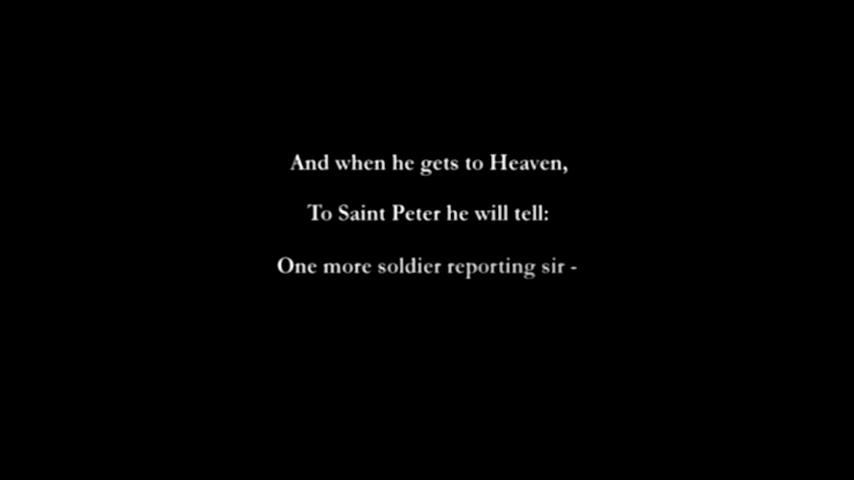 And when he gets to Heaven,
To Saint Peter he will tell:
One more soldier reporting sir -